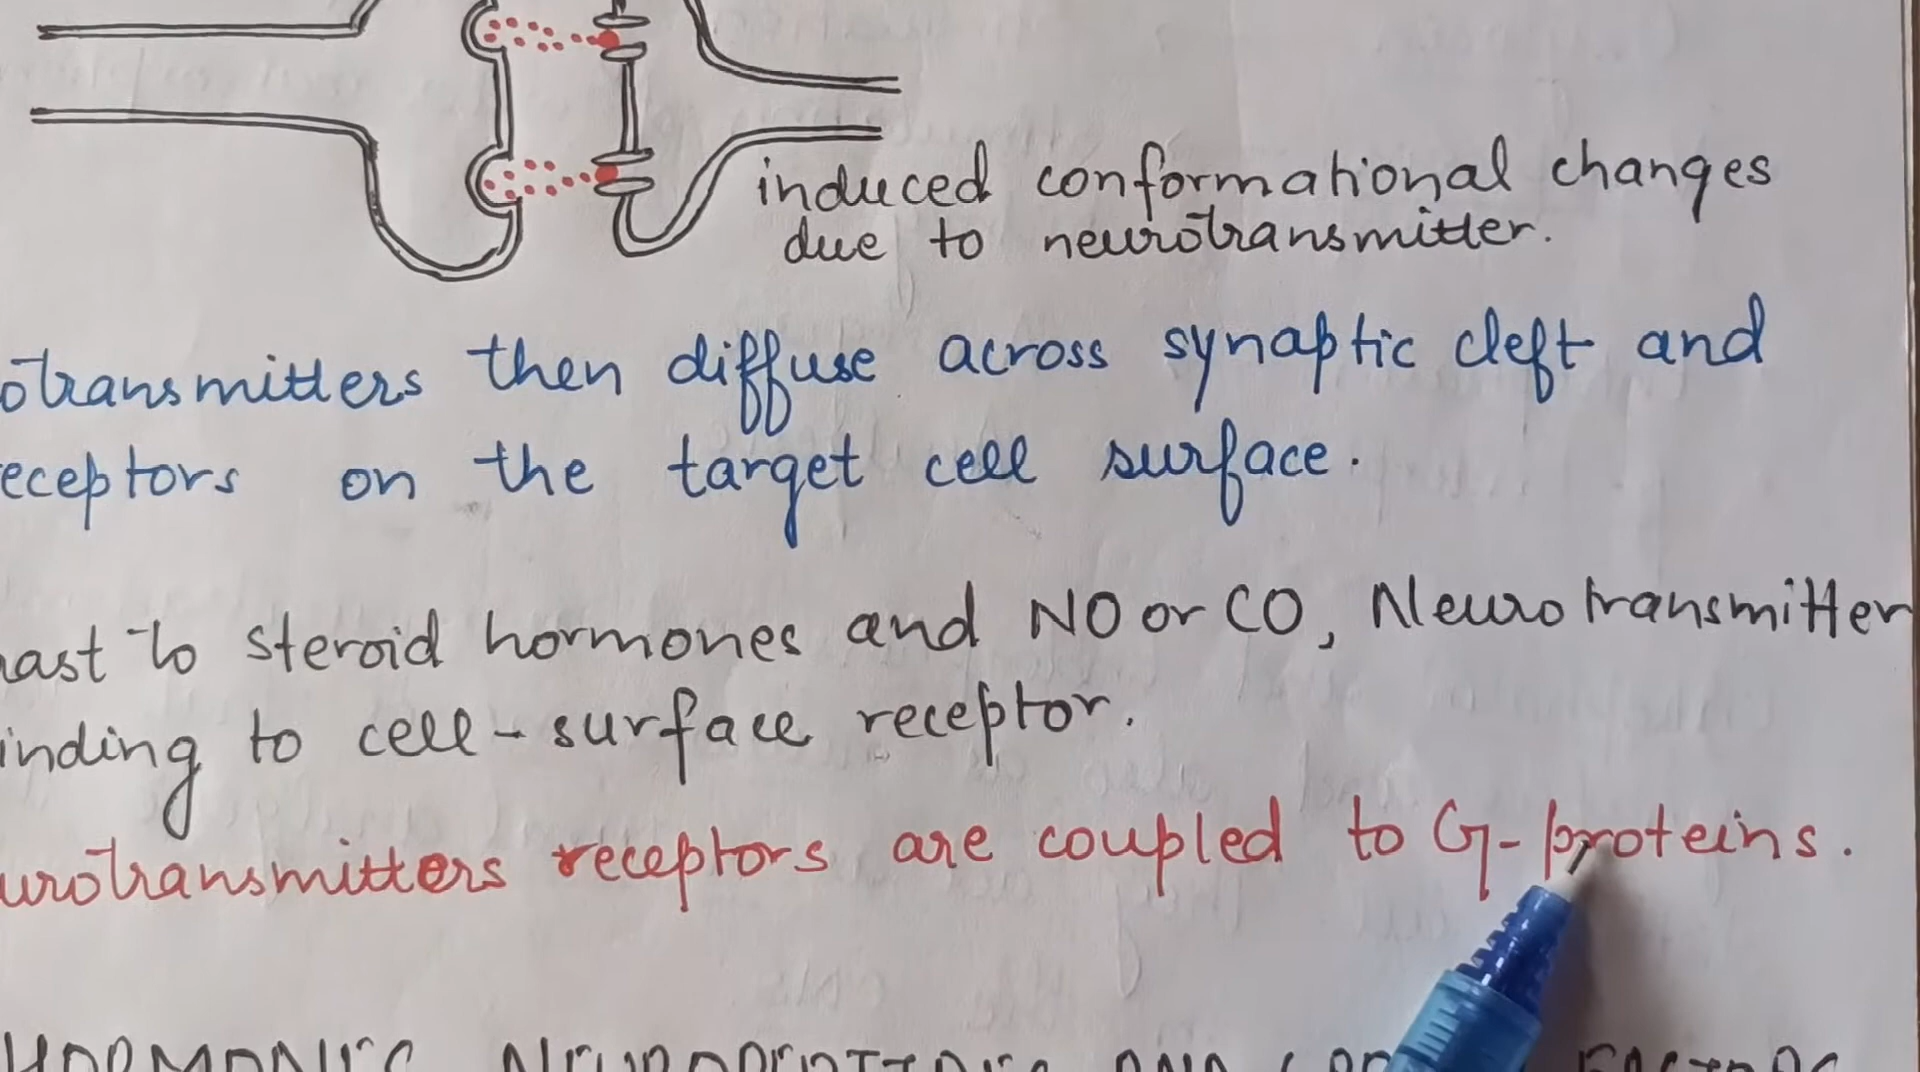 induced conformational changes
due to neurotransmitter.
otransmitters then diffuse across synaptic cleft and
eceptors on the target cell surface.
rast to steroid hormones and NO or CO, Neurotransmitter
inding to cell-surface receptor.
urotransmitters receptors are coupled to G-proteins.